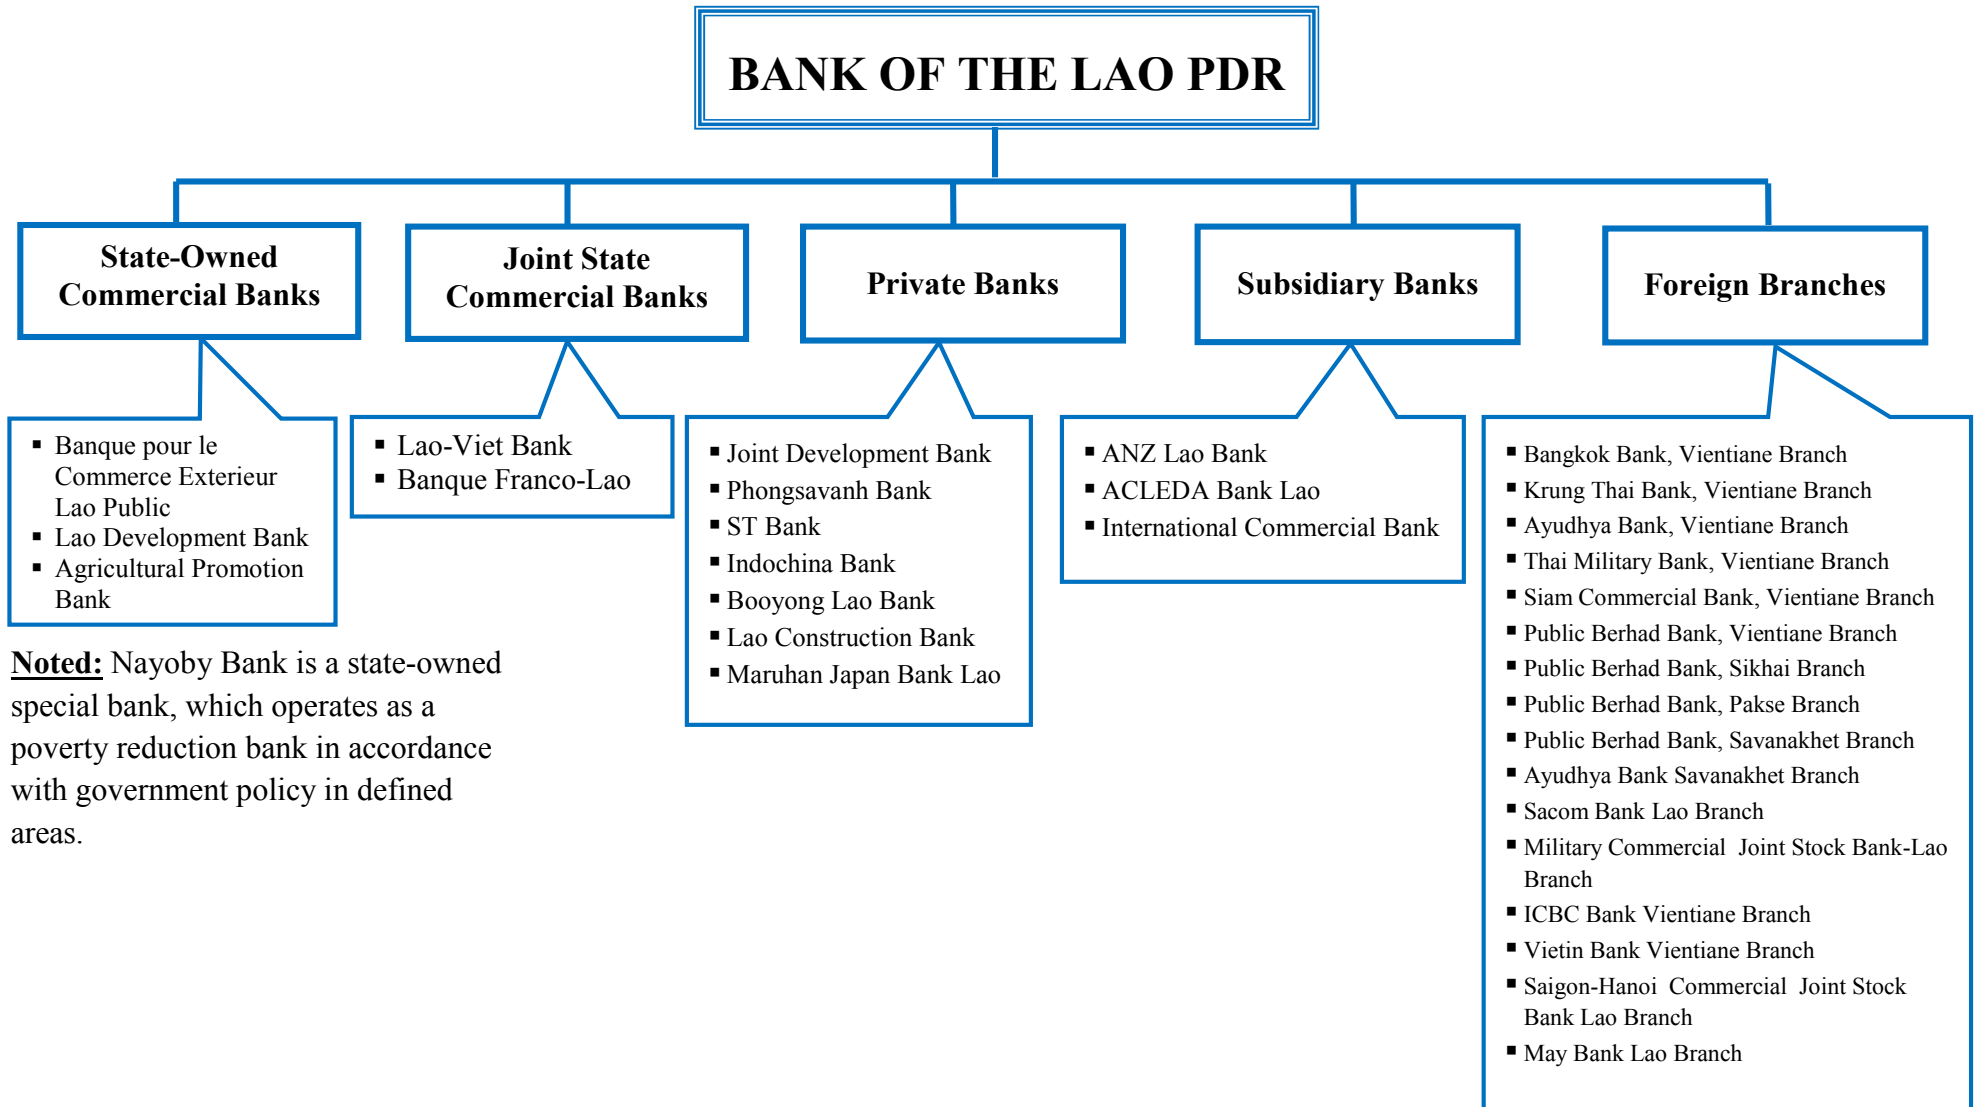 BANK OF THE LAO PDR
State-Owned
Commercial Banks
Joint State
Commercial Banks
Private Banks
Subsidiary Banks
Foreign Branches
▪ Banque pour le
Commerce Exterieur
Lao Public
▪ Lao Development Bank
▪ Agricultural Promotion
Bank
▪ Lao-Viet Bank
▪ Banque Franco-Lao
▪ Joint Development Bank
▪ Phongsavanh Bank
▪ ST Bank
▪ Indochina Bank
▪ Booyong Lao Bank
▪ Lao Construction Bank
▪ Maruhan Japan Bank Lao
▪ ANZ Lao Bank
▪ ACLEDA Bank Lao
▪ International Commercial Bank
▪ Bangkok Bank, Vientiane Branch
▪ Krung Thai Bank, Vientiane Branch
▪ Ayudhya Bank, Vientiane Branch
▪ Thai Military Bank, Vientiane Branch
▪ Siam Commercial Bank, Vientiane Branch
▪ Public Berhad Bank, Vientiane Branch
▪ Public Berhad Bank, Sikhai Branch
▪ Public Berhad Bank, Pakse Branch
▪ Public Berhad Bank, Savanakhet Branch
▪ Ayudhya Bank Savanakhet Branch
▪ Sacom Bank Lao Branch
▪ Military Commercial Joint Stock Bank-Lao
Branch
▪ ICBC Bank Vientiane Branch
▪ Vietin Bank Vientiane Branch
▪ Saigon-Hanoi Commercial Joint Stock
Bank Lao Branch
▪ May Bank Lao Branch
Noted: Nayoby Bank is a state-owned
special bank, which operates as a
poverty reduction bank in accordance
with government policy in defined
areas.